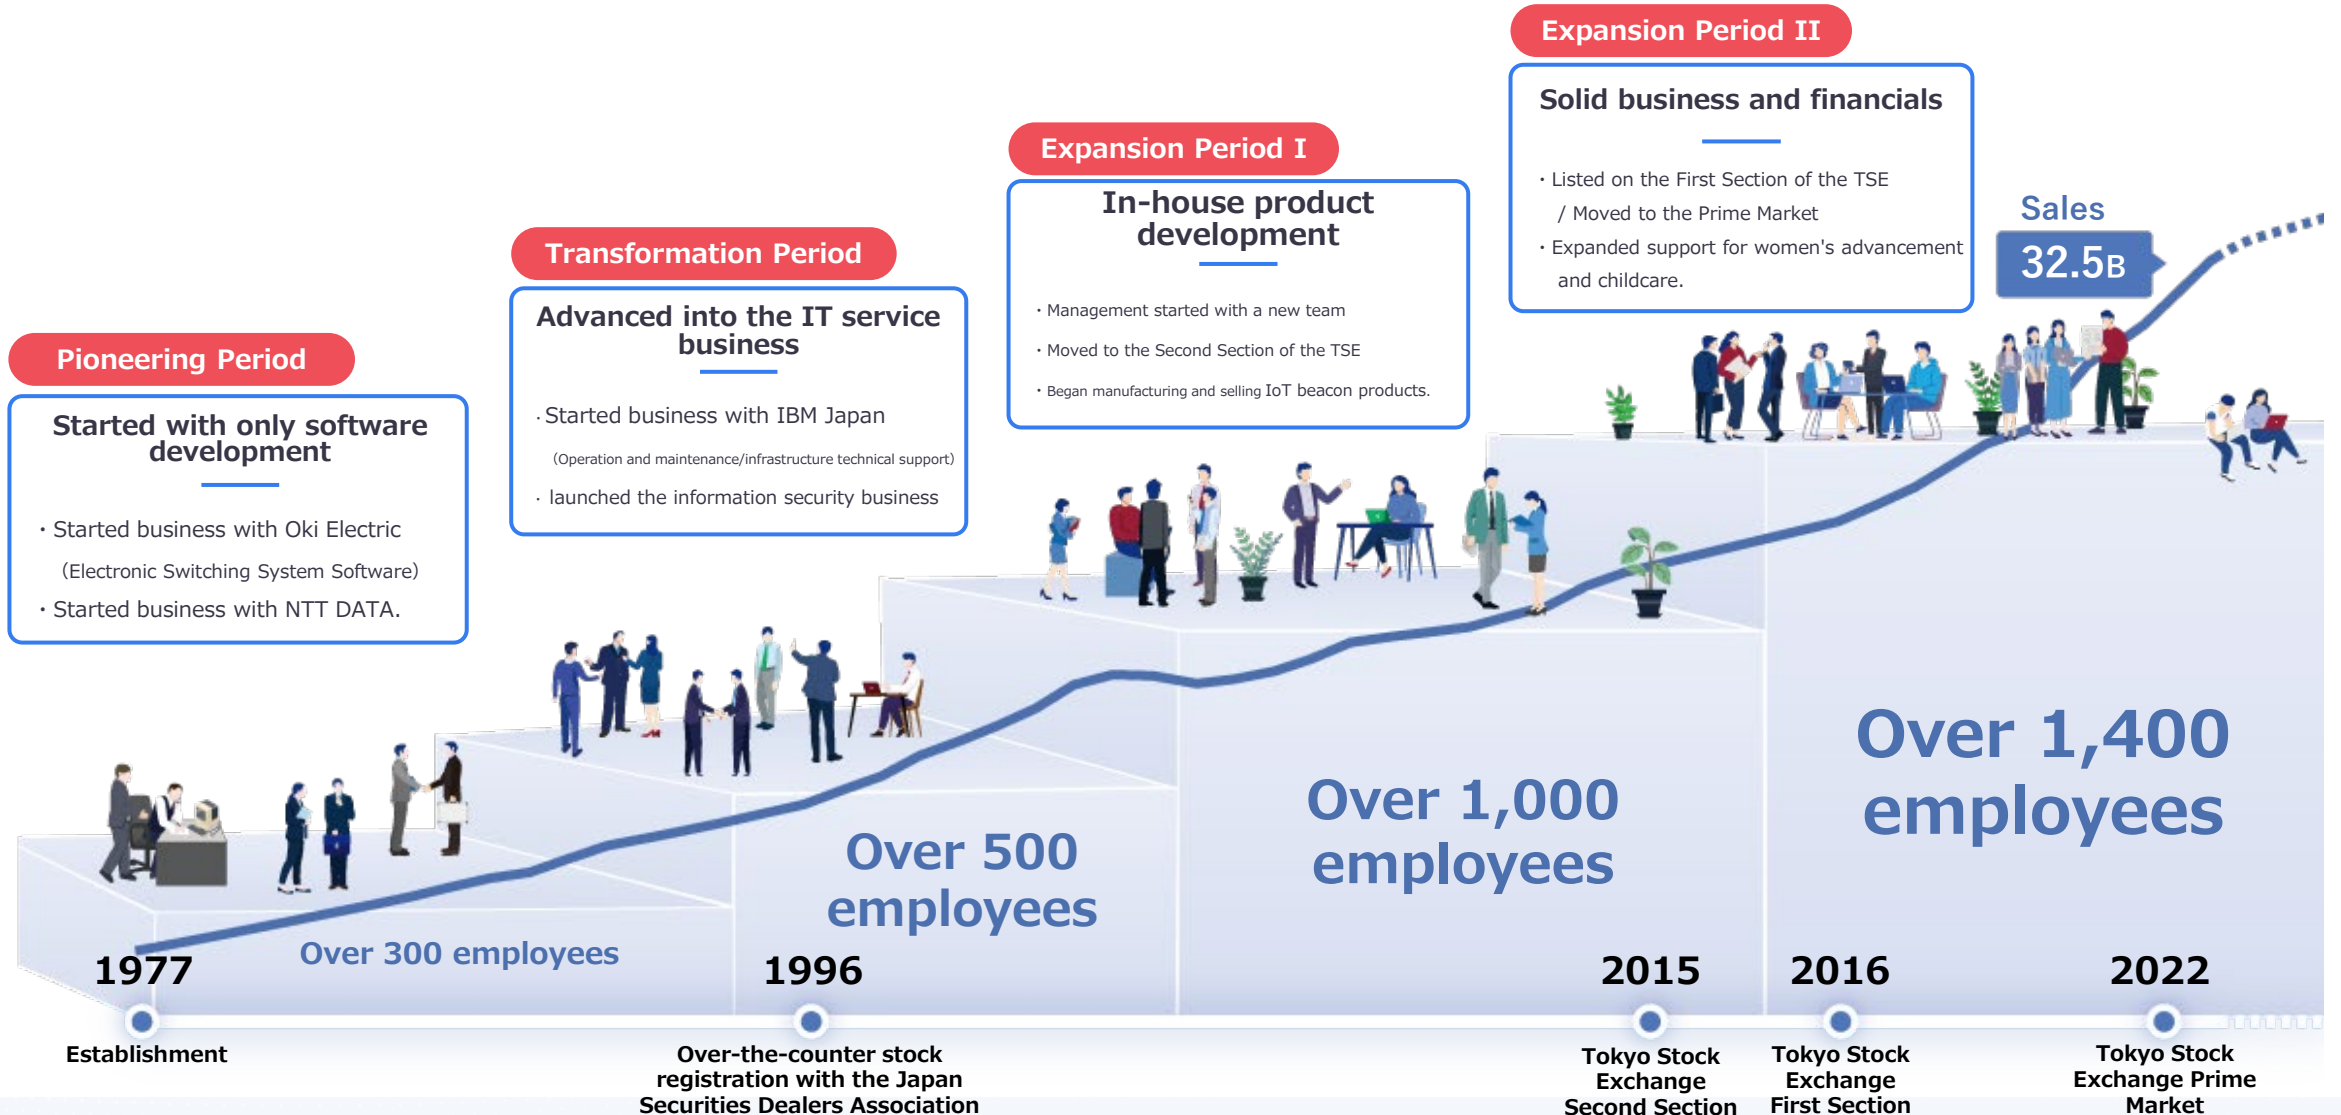 Pioneering Period
Started with only software
development
・Started business with Oki Electric
（Electronic Switching System Software）
・Started business with NTT DATA.
Transformation Period
Advanced into the IT service
business
· Started business with IBM Japan
（Operation and maintenance/infrastructure technical support）
· launched the information security business
Expansion Period I
In-house product
development
・Management started with a new team
・Moved to the Second Section of the TSE
・Began manufacturing and selling IoT beacon products.
Expansion Period II
Solid business and financials
・Listed on the First Section of the TSE
/ Moved to the Prime Market
・Expanded support for women's advancement
and childcare.
Sales
32.5B
Over 300 employees
Over 500
employees
Over 1,000
employees
Over 1,400
employees
1977
Establishment
1996
Over-the-counter stock
registration with the Japan
Securities Dealers Association
2015
Tokyo Stock
Exchange
Second Section
2016
Tokyo Stock
Exchange
First Section
2022
Tokyo Stock
Exchange Prime
Market